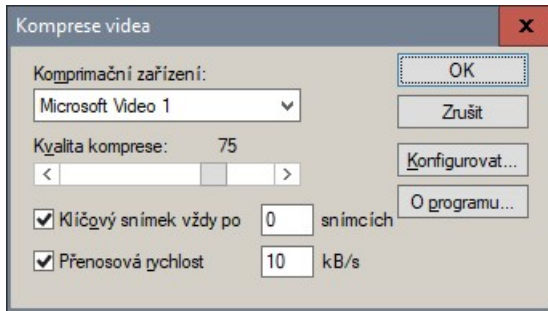 Komprese videa
x
Komprimační zařízení:
Microsoft Video 1
Kvalita komprese: 75
Klíčový snímek vždy po 0 snímcích
Přenosová rychlost 10 kB/s
OK
Zrušit
Konfigurovat...
O programu...